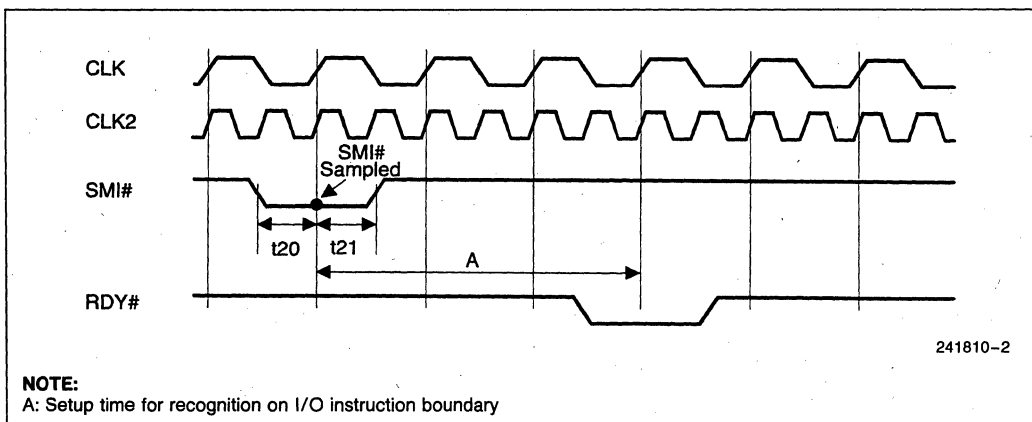 CLK
CLK2
SMI#
Sampled
SMI#
t20
t21
A
RDY#
241810–2
NOTE:
A: Setup time for recognition on I/O instruction boundary